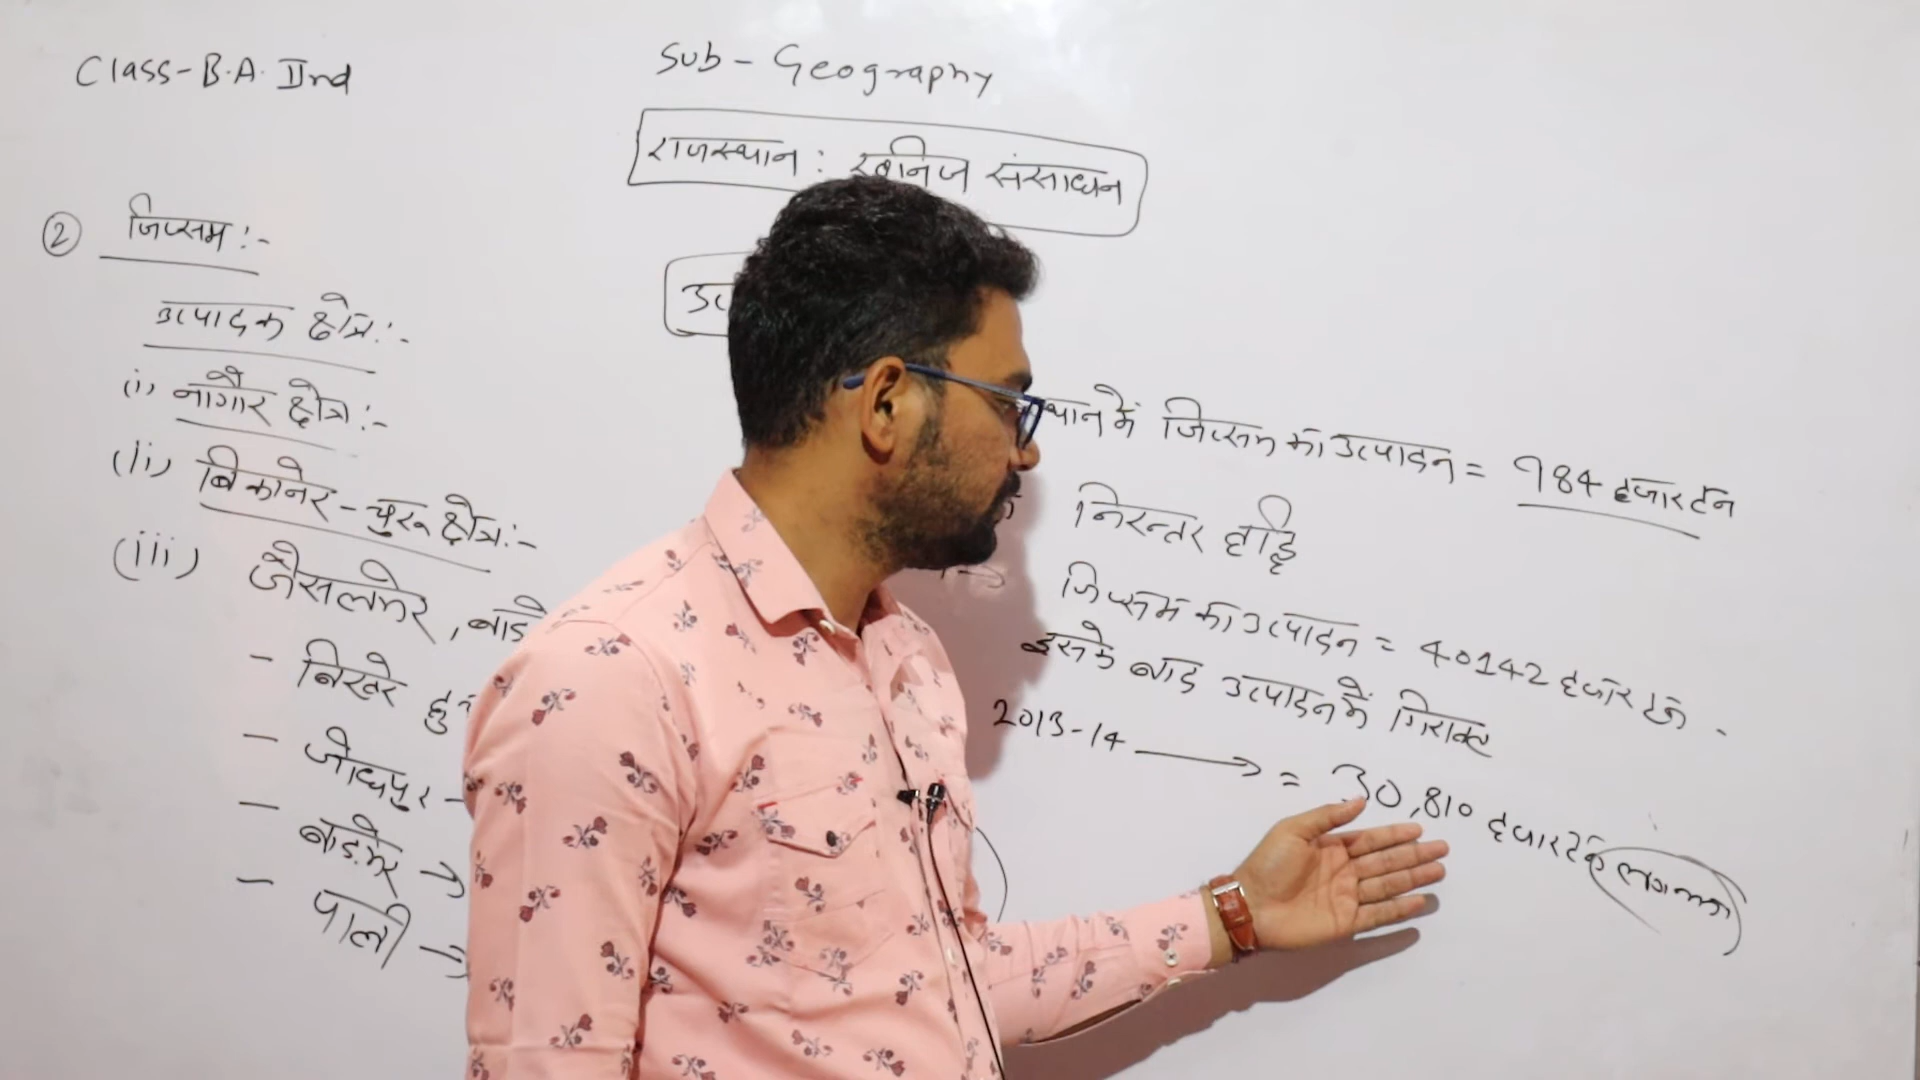 Class-B.A. IInd
Sub - Geography
राजस्थान : खनिज संसाधन
② जिप्सम :-
उत्पादक क्षेत्र :-
(i) नागौर क्षेत्र :-
(ii) बिकानेर - चुरू क्षेत्र :-
(iii) जैसलमेर, बाड़
- बिखरे हु
- जोधपुर -
- बाड़मेर →
- पाली →
उत
स्थान में जिप्सम का उत्पादन = 984 हजार टन
निरन्तर वृद्धि
जिप्सम का उत्पादन = 40142 हजार टन
इसके बाद उत्पादन में गिरावट
2013-14 → = 30,810 हजार टन लगभग